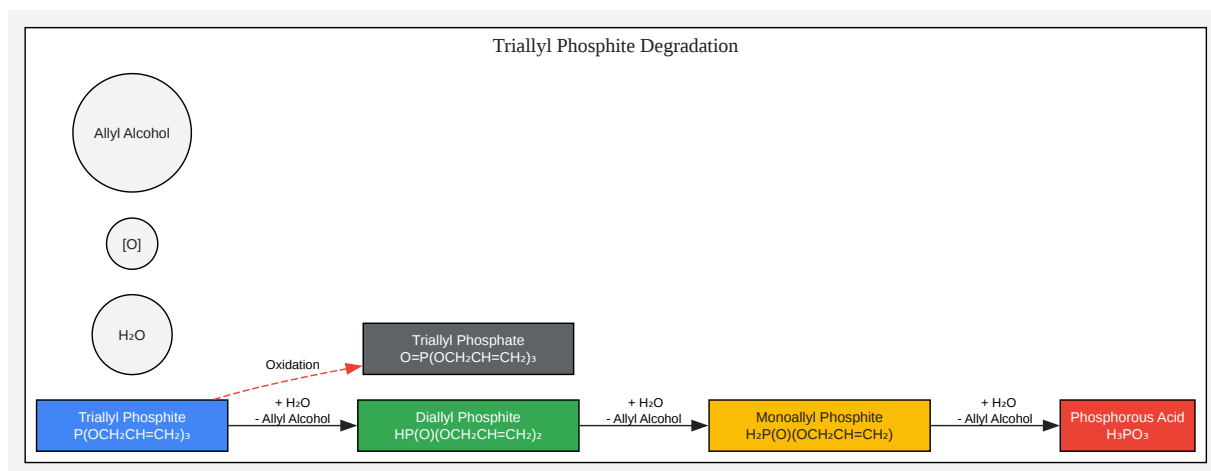 Triallyl Phosphite Degradation
Allyl Alcohol
[O]
H₂O
Triallyl Phosphate
O=P(OCH₂CH=CH₂)₃
Oxidation
Triallyl Phosphite
P(OCH₂CH=CH₂)₃
+ H₂O
- Allyl Alcohol
Diallyl Phosphite
HP(O)(OCH₂CH=CH₂)₂
+ H₂O
- Allyl Alcohol
Monoallyl Phosphite
H₂P(O)(OCH₂CH=CH₂)
+ H₂O
- Allyl Alcohol
Phosphorous Acid
H₃PO₃